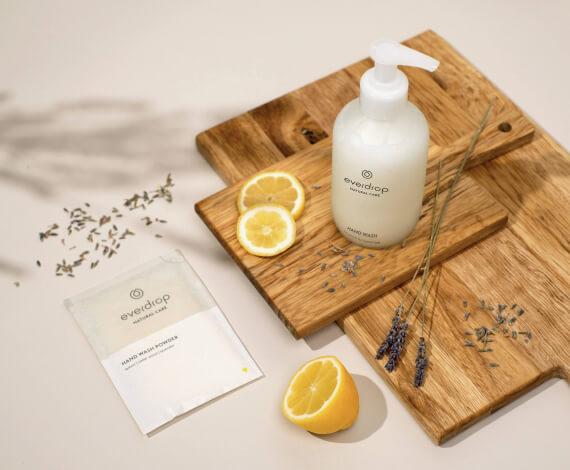 everdrop
NATURAL CARE
HAND WASH
everdrop
NATURAL CARE
HAND WASH POWDER